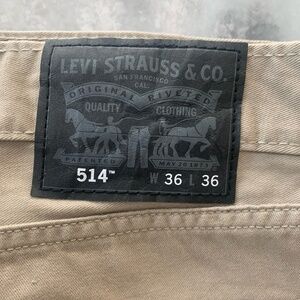 LEVI STRAUSS & CO.
SAN FRANCISCO
CAL.
ORIGINAL RIVETED
QUALITY CLOTHING
PATENTED MAY 20 1873
514™ W 36 L 36